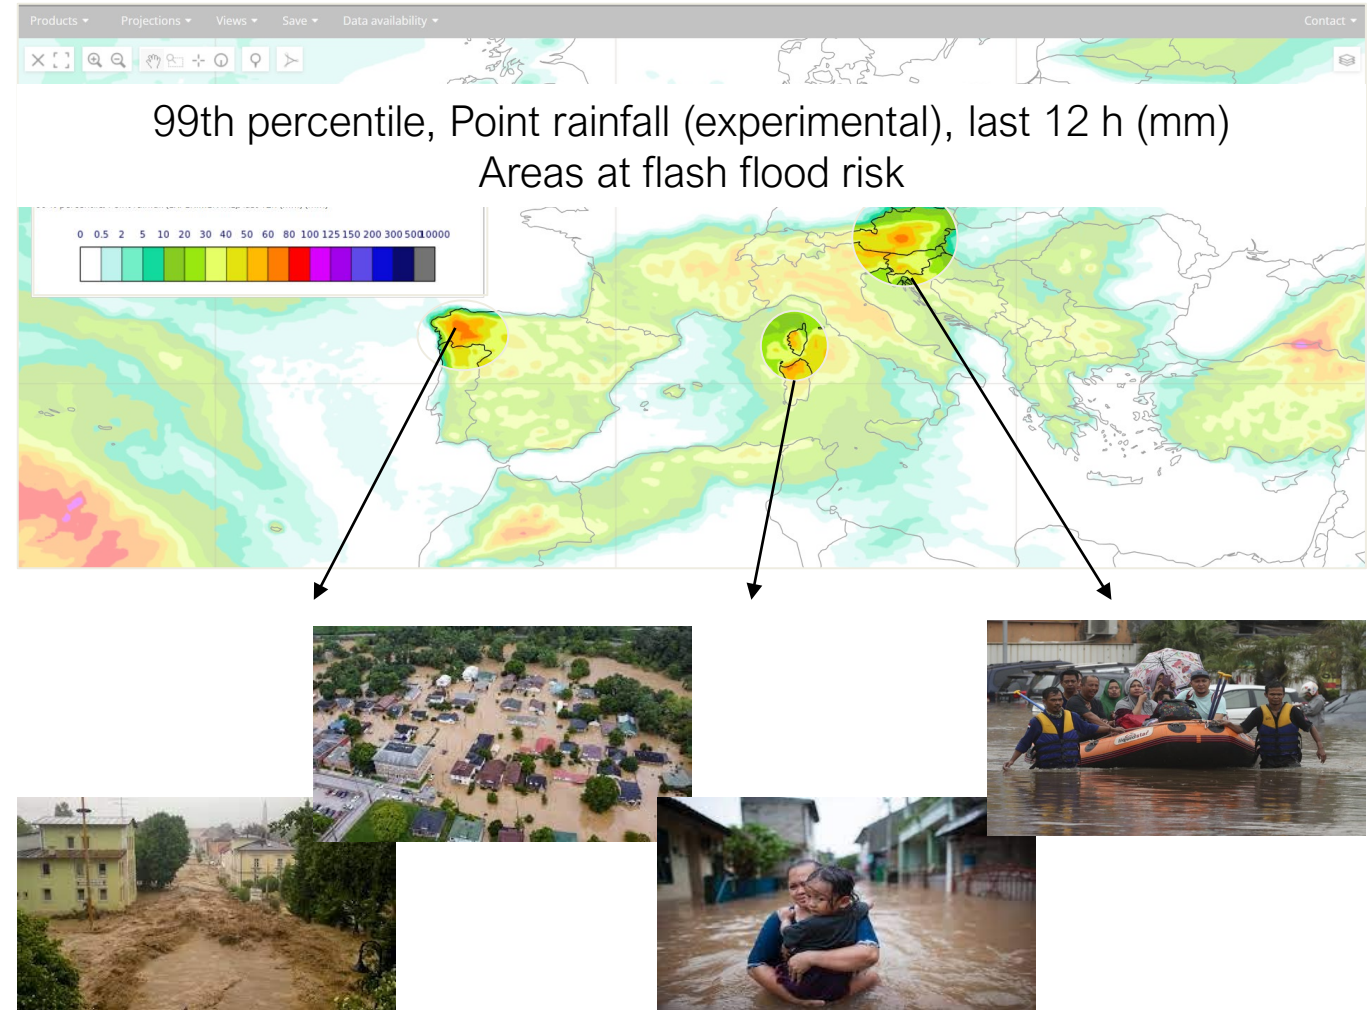 Products
Projections
Views
Save
Data availability
Contact
99th percentile, Point rainfall (experimental), last 12 h (mm)
Areas at flash flood risk
0 0.5 2 5 10 20 30 40 50 60 80 100 125 150 200 300 500 10000